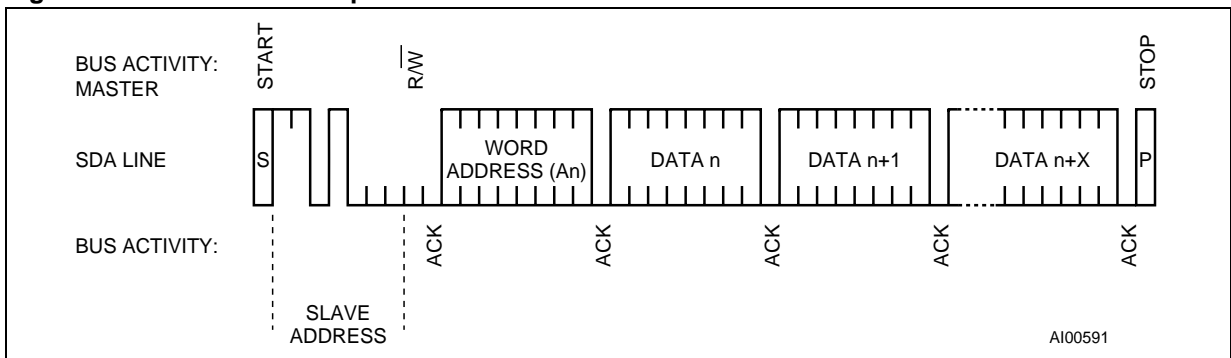 START
R/W
STOP
BUS ACTIVITY:
MASTER
SDA LINE
S
WORD
ADDRESS (An)
DATA n
DATA n+1
DATA n+X
P
BUS ACTIVITY:
ACK
ACK
ACK
ACK
ACK
SLAVE
ADDRESS
AI00591